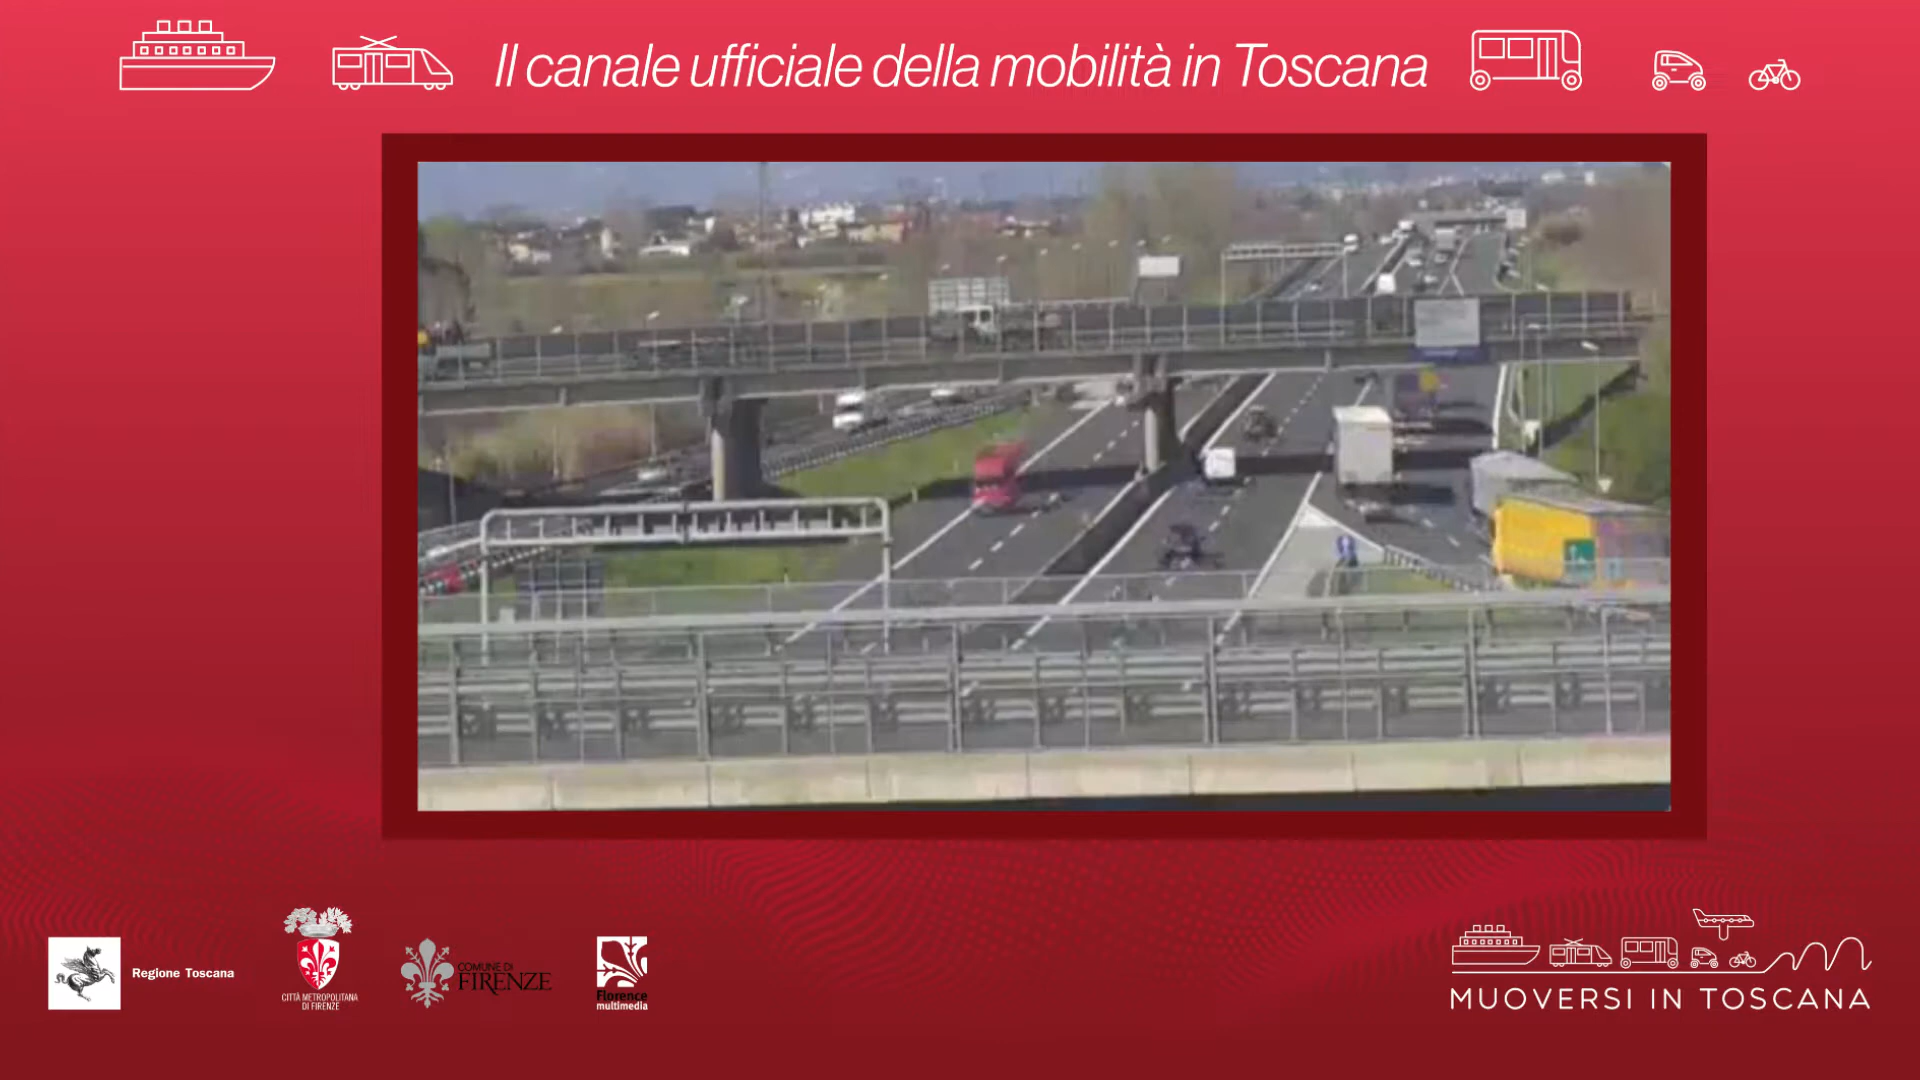 Il canale ufficiale della mobilità in Toscana
Regione Toscana
CITTÀ METROPOLITANA
DI FIRENZE
COMUNE DI
FIRENZE
Florence
multimedia
MUOVERSI IN TOSCANA